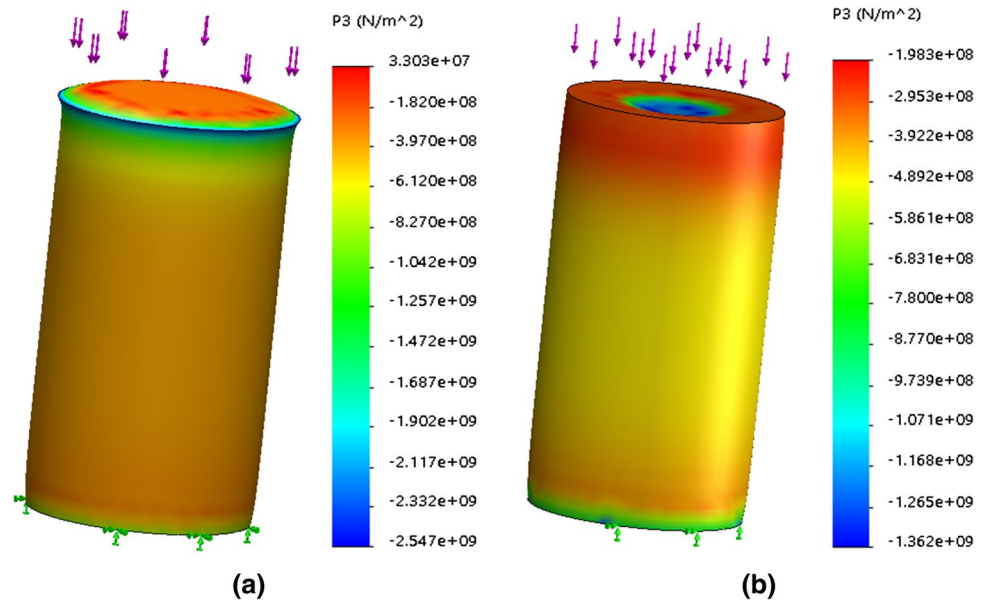 P3 (N/m^2)
3.303e+07
-1.820e+08
-3.970e+08
-6.120e+08
-8.270e+08
-1.042e+09
-1.257e+09
-1.472e+09
-1.687e+09
-1.902e+09
-2.117e+09
-2.332e+09
-2.547e+09
(a)
P3 (N/m^2)
-1.983e+08
-2.953e+08
-3.922e+08
-4.892e+08
-5.861e+08
-6.831e+08
-7.800e+08
-8.770e+08
-9.739e+08
-1.071e+09
-1.168e+09
-1.265e+09
-1.362e+09
(b)